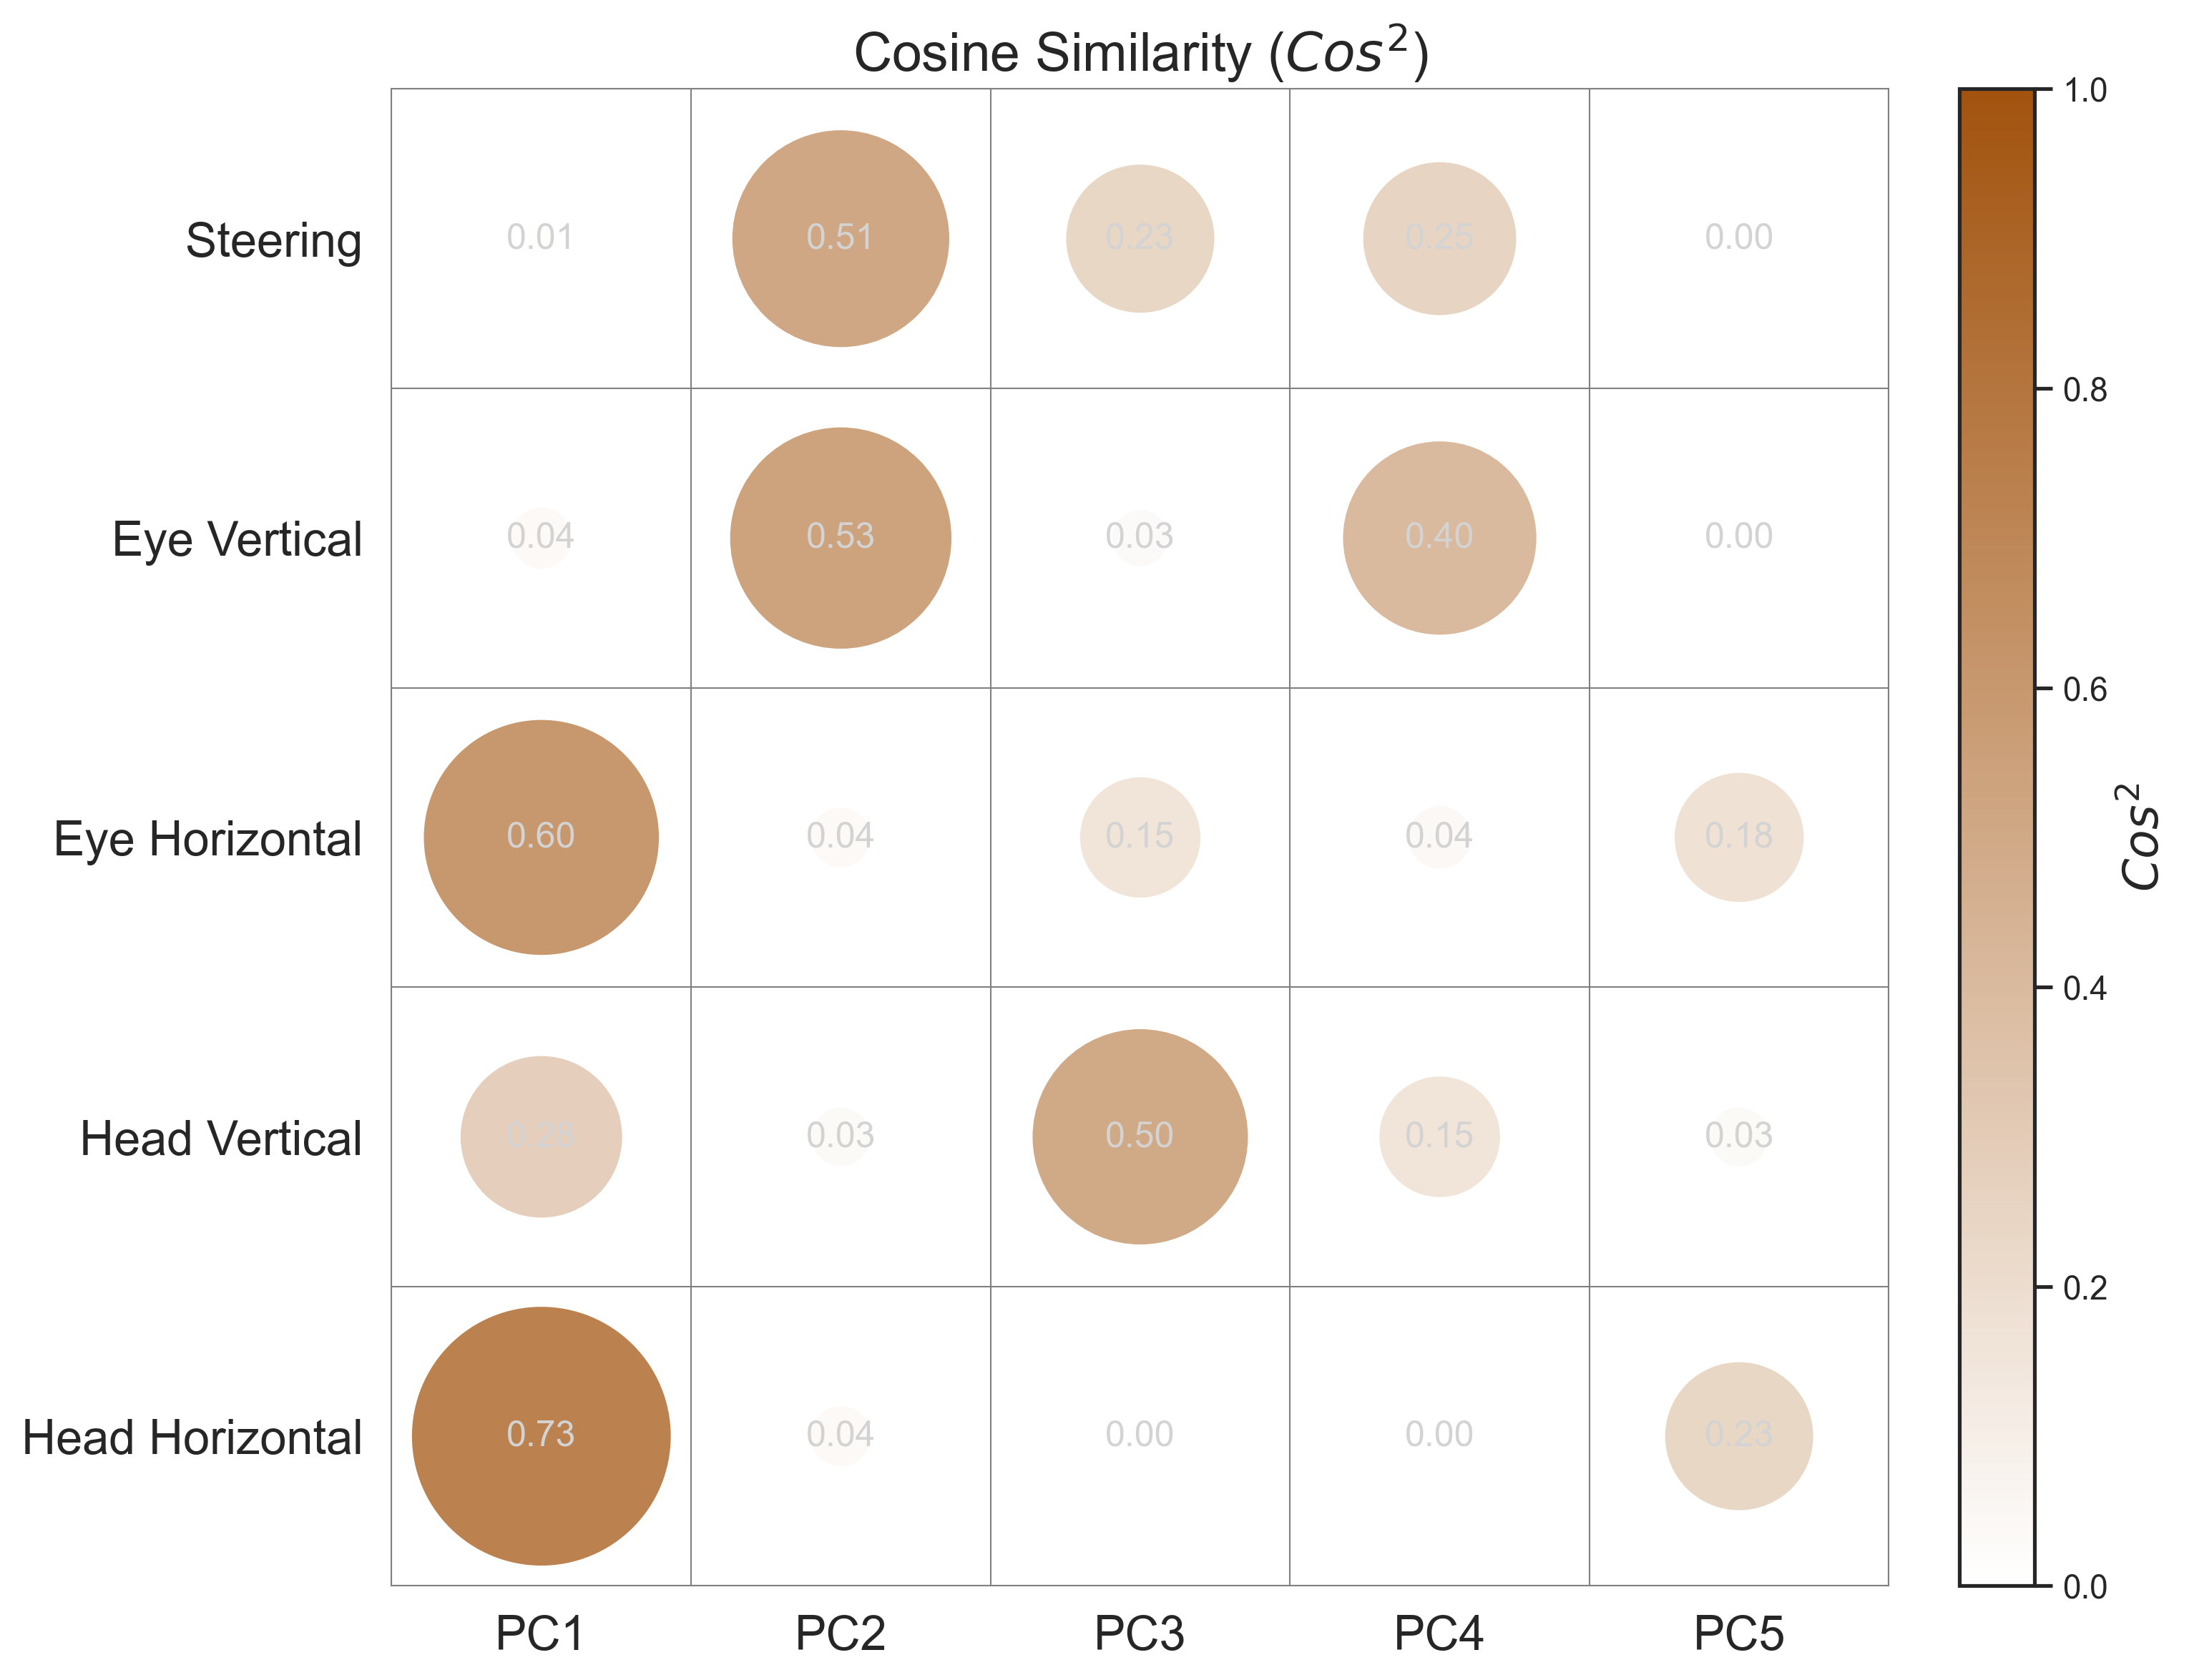 Cosine Similarity (Cos²)
Steering 0.01 0.51 0.23 0.25 0.00
Eye Vertical 0.04 0.53 0.03 0.40 0.00
Eye Horizontal 0.60 0.04 0.15 0.04 0.18
Head Vertical 0.28 0.03 0.50 0.15 0.03
Head Horizontal 0.73 0.04 0.00 0.00 0.23
PC1 PC2 PC3 PC4 PC5
1.0
0.8
0.6
0.4
0.2
0.0
Cos²